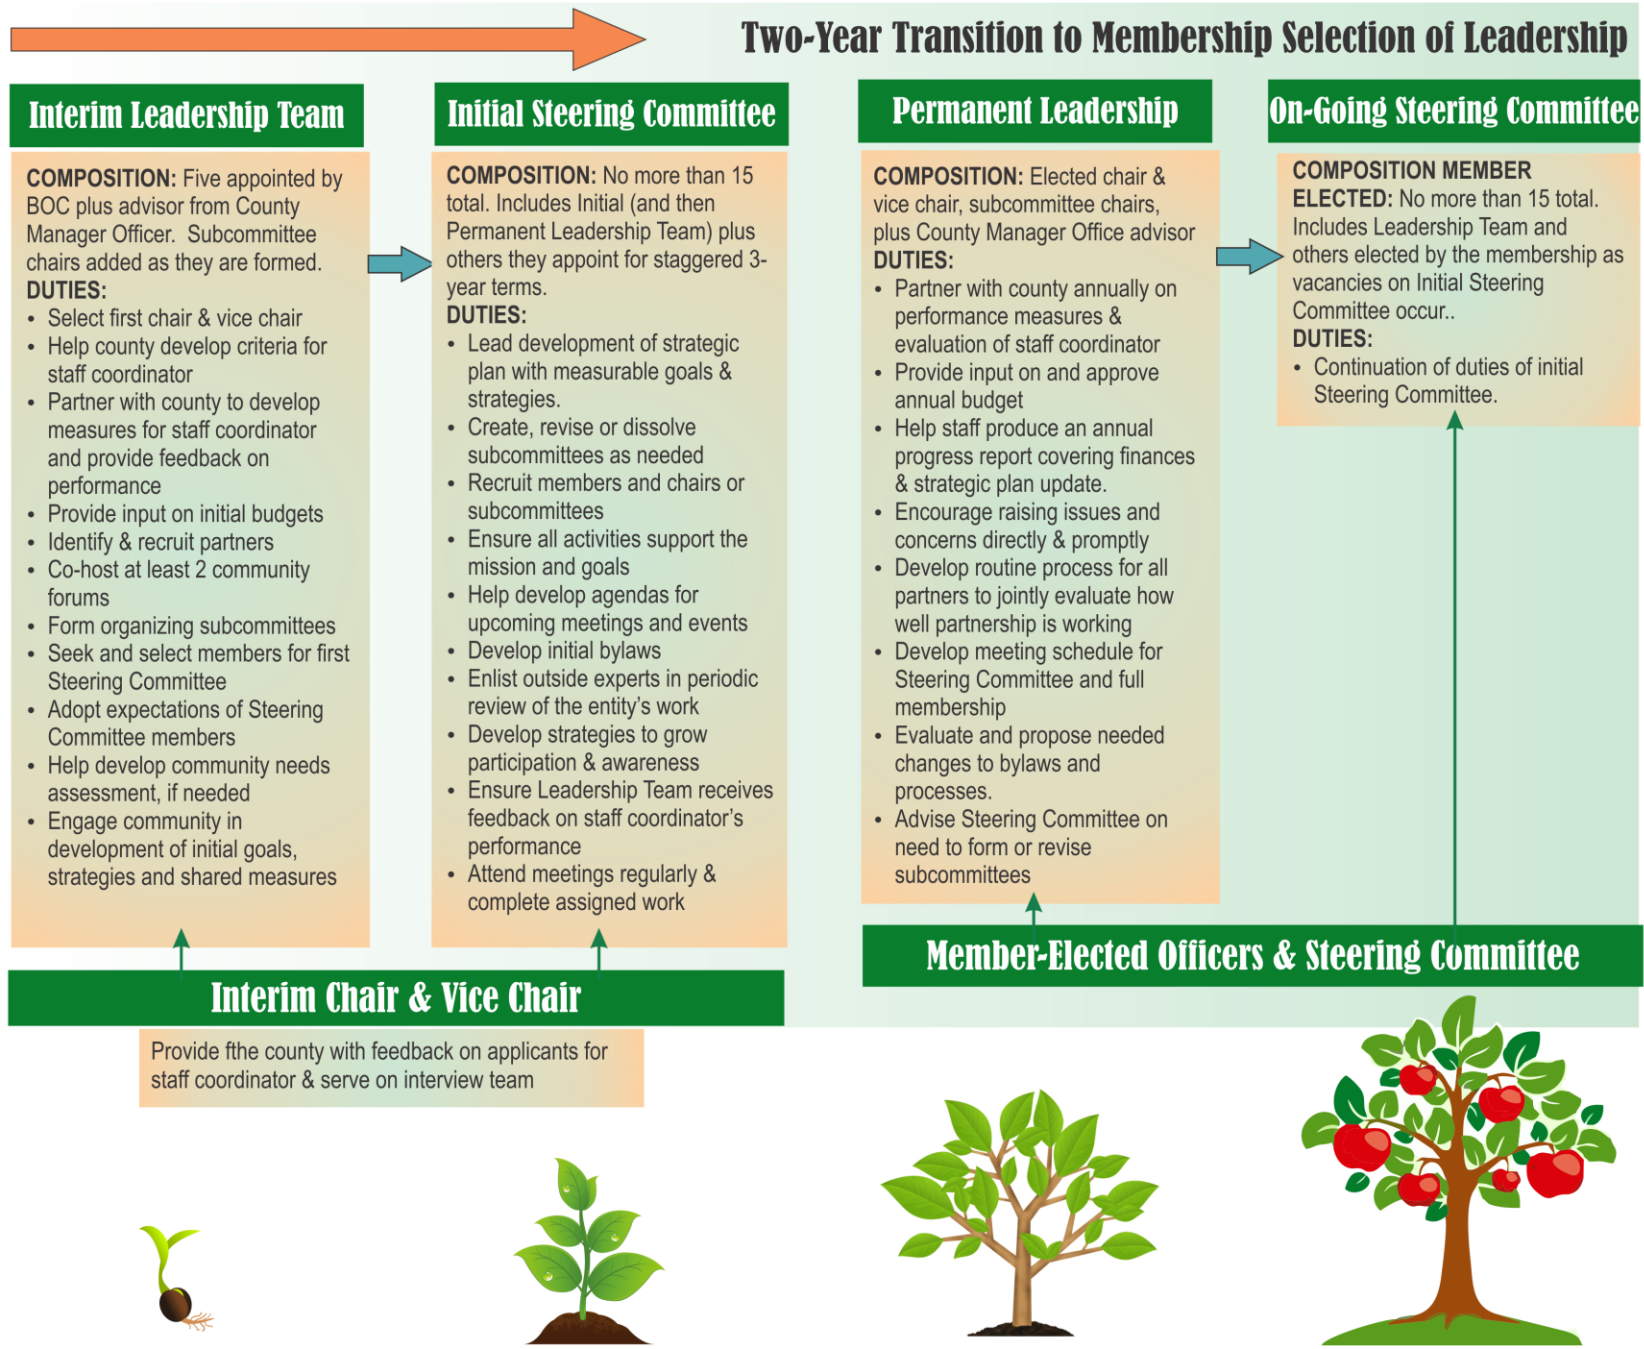 Two-Year Transition to Membership Selection of Leadership
Interim Leadership Team
COMPOSITION: Five appointed by
BOC plus advisor from County
Manager Officer. Subcommittee
chairs added as they are formed.
DUTIES:
• Select first chair & vice chair
• Help county develop criteria for
staff coordinator
• Partner with county to develop
measures for staff coordinator
and provide feedback on
performance
• Provide input on initial budgets
• Identify & recruit partners
• Co-host at least 2 community
forums
• Form organizing subcommittees
• Seek and select members for first
Steering Committee
• Adopt expectations of Steering
Committee members
• Help develop community needs
assessment, if needed
• Engage community in
development of initial goals,
strategies and shared measures
Initial Steering Committee
COMPOSITION: No more than 15
total. Includes Initial (and then
Permanent Leadership Team) plus
others they appoint for staggered 3-
year terms.
DUTIES:
• Lead development of strategic
plan with measurable goals &
strategies.
• Create, revise or dissolve
subcommittees as needed
• Recruit members and chairs or
subcommittees
• Ensure all activities support the
mission and goals
• Help develop agendas for
upcoming meetings and events
• Develop initial bylaws
• Enlist outside experts in periodic
review of the entity's work
• Develop strategies to grow
participation & awareness
• Ensure Leadership Team receives
feedback on staff coordinator's
performance
• Attend meetings regularly &
complete assigned work
Interim Chair & Vice Chair
Provide fthe county with feedback on applicants for
staff coordinator & serve on interview team
Permanent Leadership
COMPOSITION: Elected chair &
vice chair, subcommittee chairs,
plus County Manager Office advisor
DUTIES:
• Partner with county annually on
performance measures &
evaluation of staff coordinator
• Provide input on and approve
annual budget
• Help staff produce an annual
progress report covering finances
& strategic plan update.
• Encourage raising issues and
concerns directly & promptly
• Develop routine process for all
partners to jointly evaluate how
well partnership is working
• Develop meeting schedule for
Steering Committee and full
membership
• Evaluate and propose needed
changes to bylaws and
processes.
• Advise Steering Committee on
need to form or revise
subcommittees
On-Going Steering Committee
COMPOSITION MEMBER
ELECTED: No more than 15 total.
Includes Leadership Team and
others elected by the membership as
vacancies on Initial Steering
Committee occur..
DUTIES:
• Continuation of duties of initial
Steering Committee.
Member-Elected Officers & Steering Committee